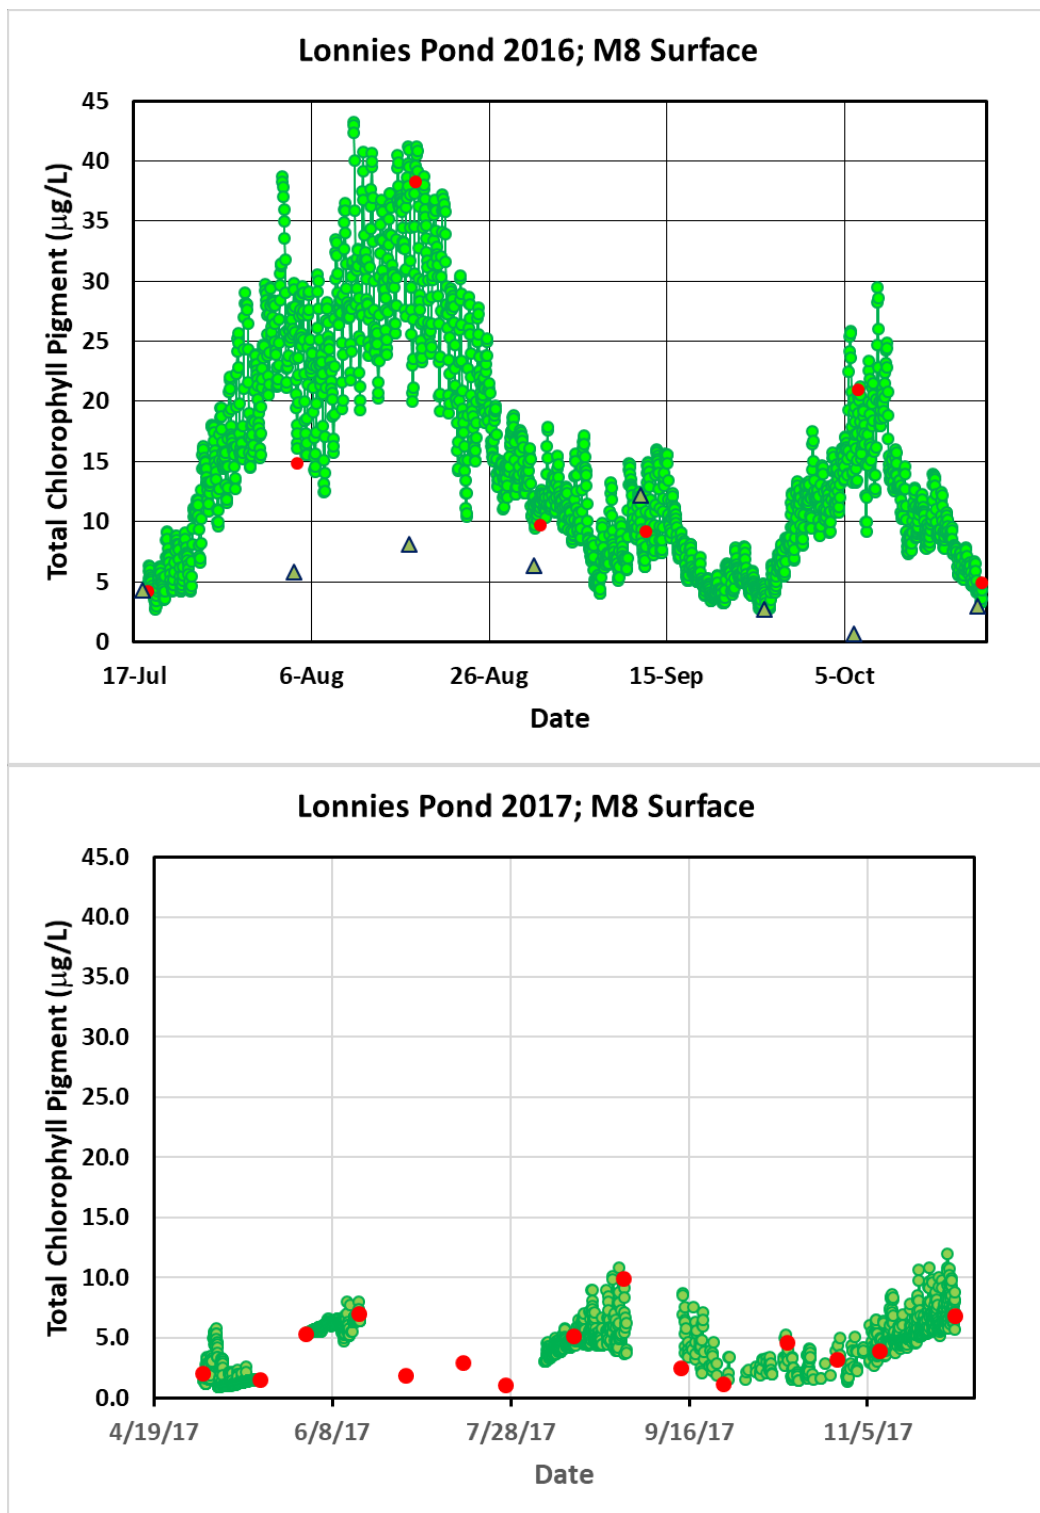 Lonnies Pond 2016; M8 Surface
Total Chlorophyll Pigment (µg/L)
45
40
35
30
25
20
15
10
5
0
17-Jul 6-Aug 26-Aug 15-Sep 5-Oct
Date
Lonnies Pond 2017; M8 Surface
Total Chlorophyll Pigment (µg/L)
45.0
40.0
35.0
30.0
25.0
20.0
15.0
10.0
5.0
0.0
4/19/17 6/8/17 7/28/17 9/16/17 11/5/17
Date